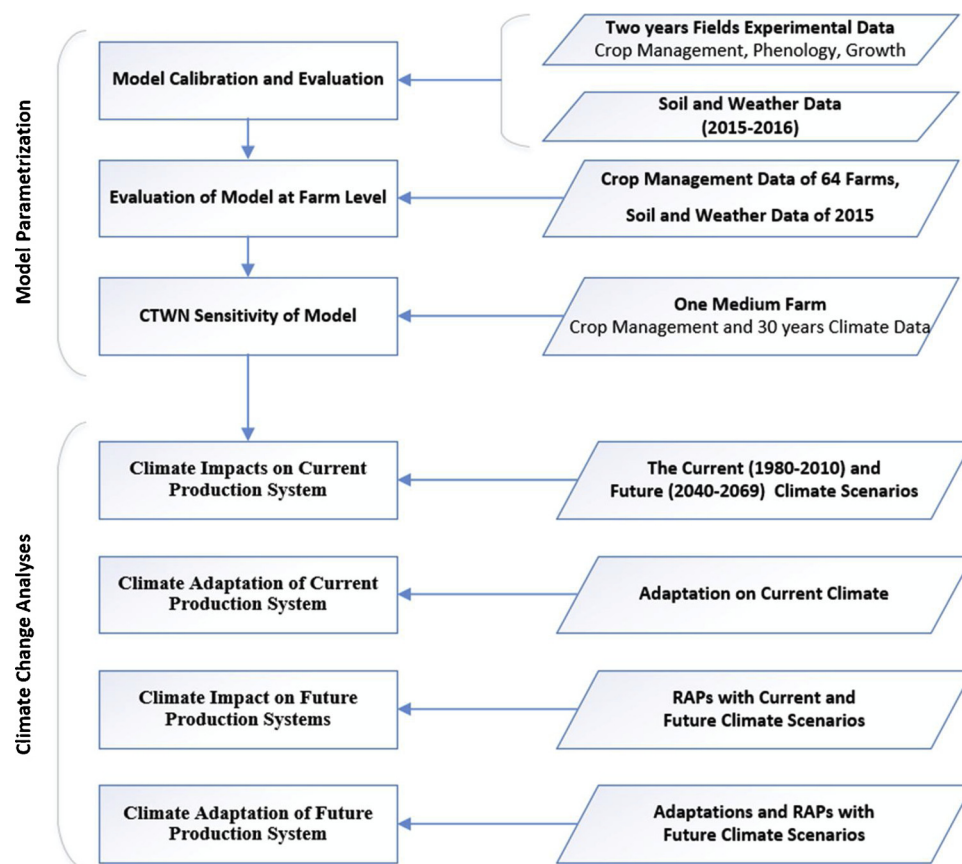 Model Parametrization
Two years Fields Experimental Data
Crop Management, Phenology, Growth
Model Calibration and Evaluation
Soil and Weather Data
(2015-2016)
Evaluation of Model at Farm Level
Crop Management Data of 64 Farms,
Soil and Weather Data of 2015
CTWN Sensitivity of Model
One Medium Farm
Crop Management and 30 years Climate Data
Climate Change Analyses
Climate Impacts on Current
Production System
The Current (1980-2010) and
Future (2040-2069) Climate Scenarios
Climate Adaptation of Current
Production System
Adaptation on Current Climate
Climate Impact on Future
Production Systems
RAPs with Current and
Future Climate Scenarios
Climate Adaptation of Future
Production System
Adaptations and RAPs with
Future Climate Scenarios